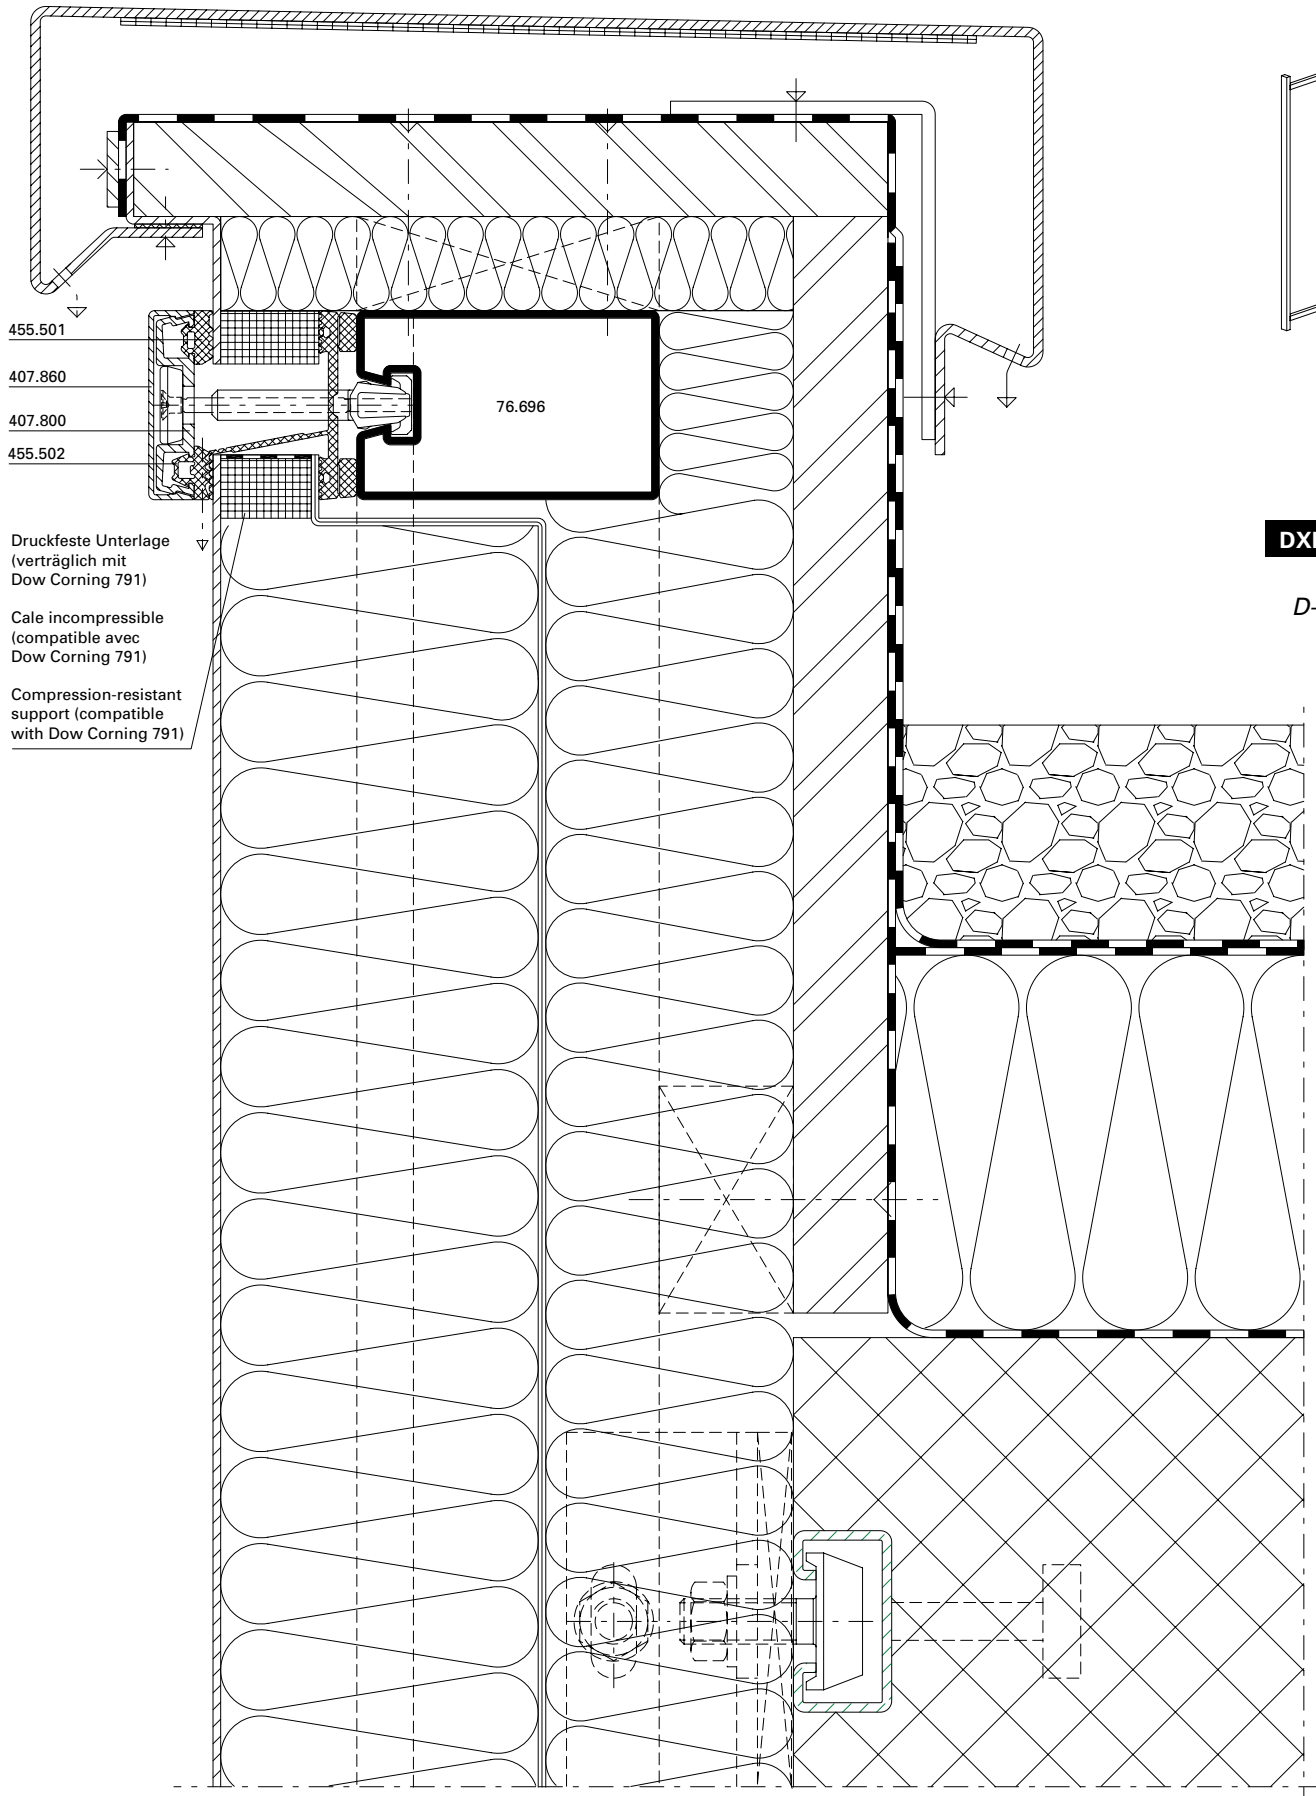 455.501
407.860
76.696
407.800
455.502
Druckfeste Unterlage
(verträglich mit
Dow Corning 791)
Cale incompressible
(compatible avec
Dow Corning 791)
Compression-resistant
support (compatible
with Dow Corning 791)